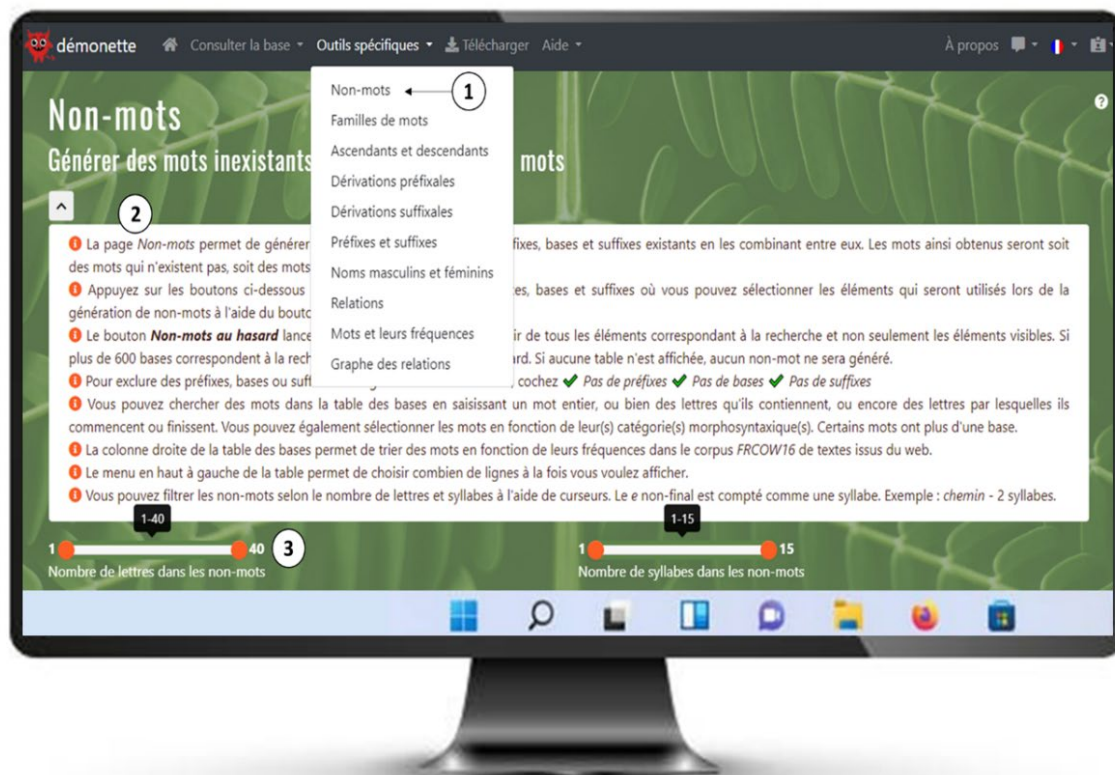 démonette Consulter la base Outils spécifiques Télécharger Aide À propos
Non-mots 1
Familles de mots
Ascendants et descendants
Dérivations préfixales
Dérivations suffixales
Préfixes et suffixes
Noms masculins et féminins
Relations
Mots et leurs fréquences
Graphe des relations
Non-mots
Générer des mots inexistants mots
2
La page Non-mots permet de générer fixes, bases et suffixes existants en les combinant entre eux. Les mots ainsi obtenus seront soit
des mots qui n'existent pas, soit des mots
Appuyez sur les boutons ci-dessous es, bases et suffixes où vous pouvez sélectionner les éléments qui seront utilisés lors de la
génération de non-mots à l'aide du bouto
Le bouton Non-mots au hasard lance ir de tous les éléments correspondant à la recherche et non seulement les éléments visibles. Si
plus de 600 bases correspondent à la rech ard. Si aucune table n'est affichée, aucun non-mot ne sera généré.
Pour exclure des préfixes, bases ou suff cochez ✔ Pas de préfixes ✔ Pas de bases ✔ Pas de suffixes
Vous pouvez chercher des mots dans la table des bases en saisissant un mot entier, ou bien des lettres qu'ils contiennent, ou encore des lettres par lesquelles ils
commencent ou finissent. Vous pouvez également sélectionner les mots en fonction de leur(s) catégorie(s) morphosyntaxique(s). Certains mots ont plus d'une base.
La colonne droite de la table des bases permet de trier des mots en fonction de leurs fréquences dans le corpus FRCOW16 de textes issus du web.
Le menu en haut à gauche de la table permet de choisir combien de lignes à la fois vous voulez afficher.
Vous pouvez filtrer les non-mots selon le nombre de lettres et syllabes à l'aide de curseurs. Le e non-final est compté comme une syllabe. Exemple : chemin - 2 syllabes.
1-40 1-15
1 40 3 1 15
Nombre de lettres dans les non-mots Nombre de syllabes dans les non-mots